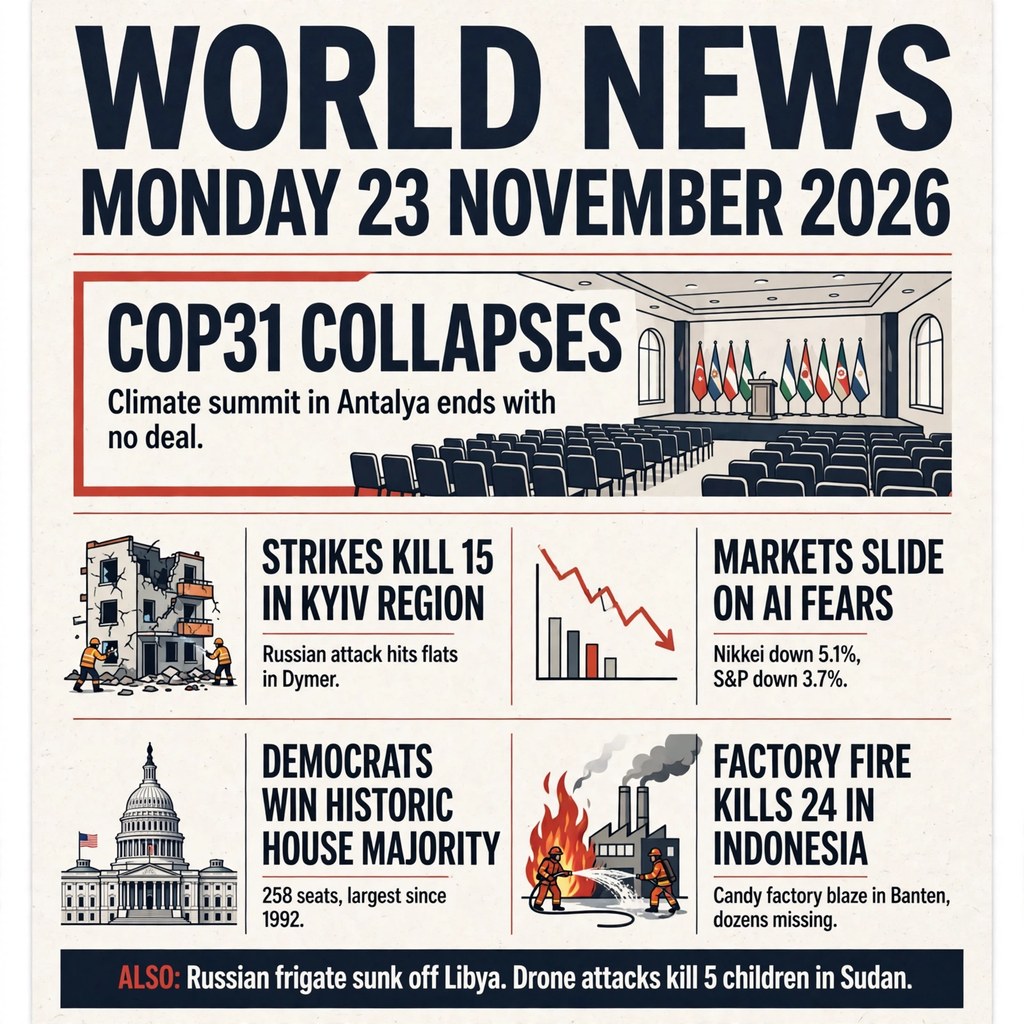 WORLD NEWS
MONDAY 23 NOVEMBER 2026
COP31 COLLAPSES
Climate summit in Antalya ends with
no deal.
STRIKES KILL 15
IN KYIV REGION
Russian attack hits flats
in Dymer.
MARKETS SLIDE
ON AI FEARS
Nikkei down 5.1%,
S&P down 3.7%.
DEMOCRATS
WIN HISTORIC
HOUSE MAJORITY
258 seats, largest since
1992.
FACTORY FIRE
KILLS 24 IN
INDONESIA
Candy factory blaze in Banten,
dozens missing.
ALSO: Russian frigate sunk off Libya. Drone attacks kill 5 children in Sudan.